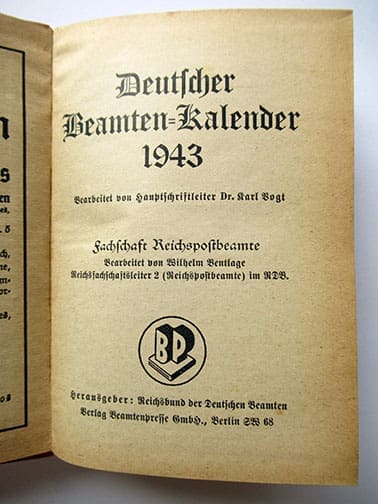 Deutscher
Beamten=Kalender
1943
Bearbeitet von Hauptschriftleiter Dr. Karl Vogt
Fachschaft Reichspostbeamte
Bearbeitet von Wilhelm Bentlage
Reichsfachschaftsleiter 2 (Reichspostbeamte) im RDB.
BP
Herausgeber: Reichsbund der Deutschen Beamten
Verlag Beamtenpresse GmbH., Berlin SW 68